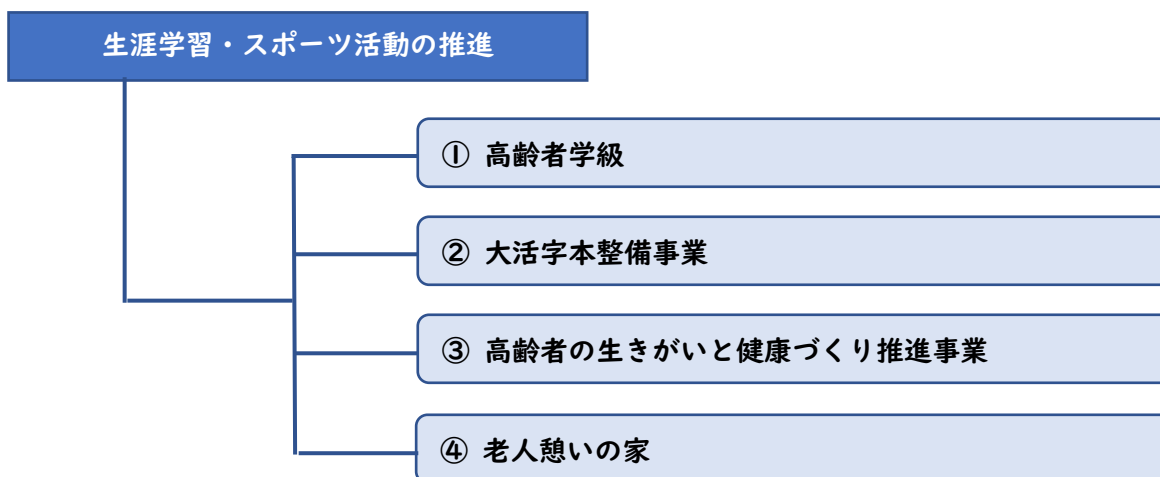 生涯学習・スポーツ活動の推進
① 高齢者学級
② 大活字本整備事業
③ 高齢者の生きがいと健康づくり推進事業
④ 老人憩いの家